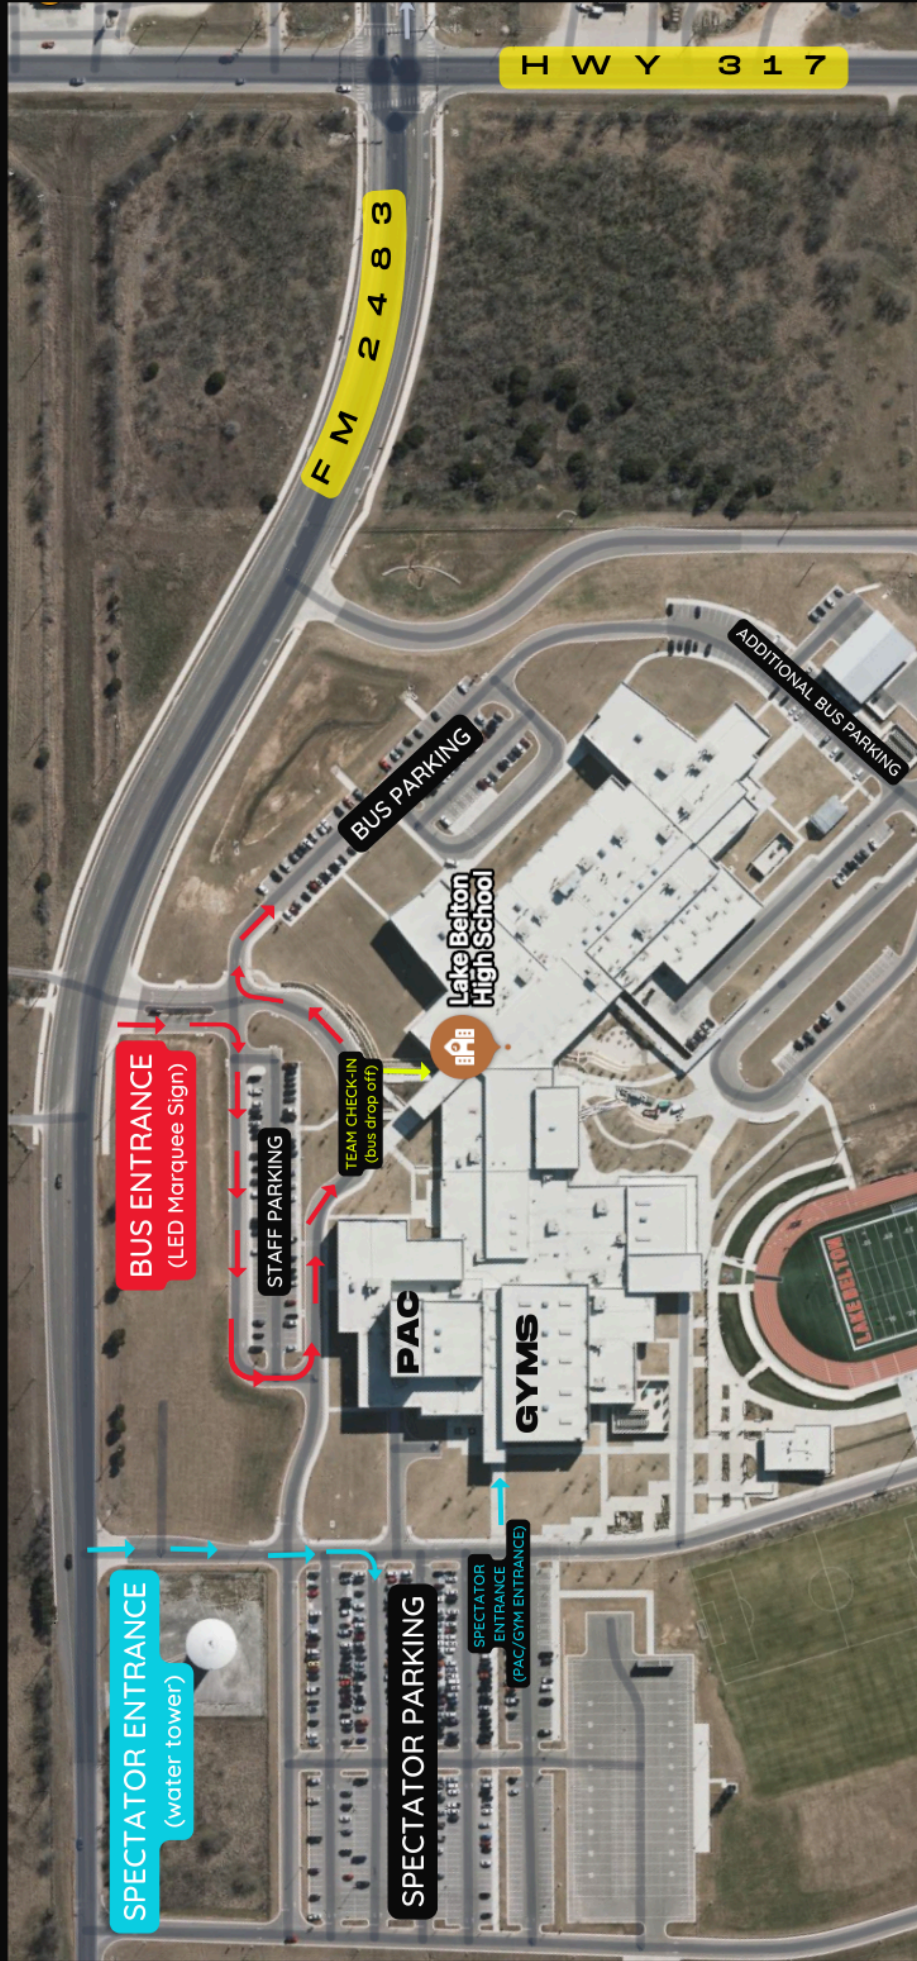 HWY 317
FM 2483
ADDITIONAL BUS PARKING
BUS PARKING
Lake Belton
High School
BUS ENTRANCE
(LED Marquee Sign)
STAFF PARKING
TEAM CHECK-IN
(bus drop off)
PAC
GYMS
LAKE BELTON
SPECTATOR ENTRANCE
(water tower)
SPECTATOR PARKING
SPECTATOR
ENTRANCE
(PAC/GYM ENTRANCE)